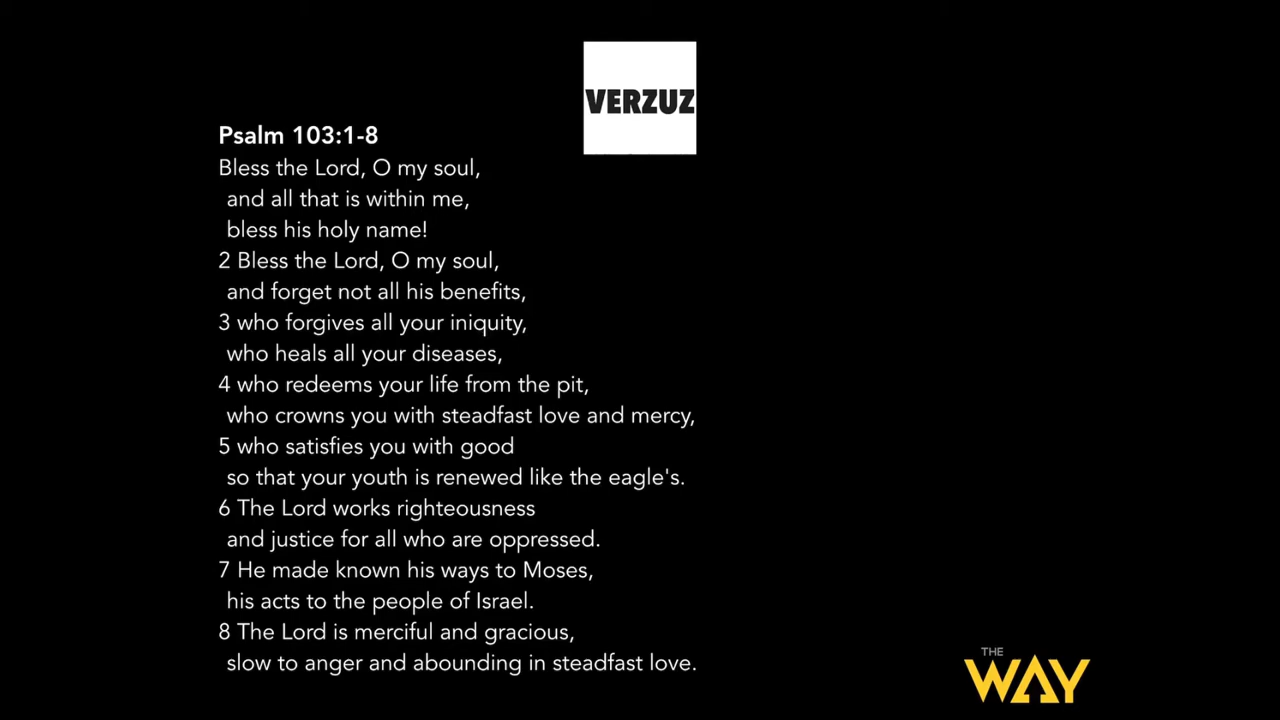 VERZUZ
Psalm 103:1-8
Bless the Lord, O my soul,
and all that is within me,
bless his holy name!
2 Bless the Lord, O my soul,
and forget not all his benefits,
3 who forgives all your iniquity,
who heals all your diseases,
4 who redeems your life from the pit,
who crowns you with steadfast love and mercy,
5 who satisfies you with good
so that your youth is renewed like the eagle's.
6 The Lord works righteousness
and justice for all who are oppressed.
7 He made known his ways to Moses,
his acts to the people of Israel.
8 The Lord is merciful and gracious,
slow to anger and abounding in steadfast love.
THE
WAY